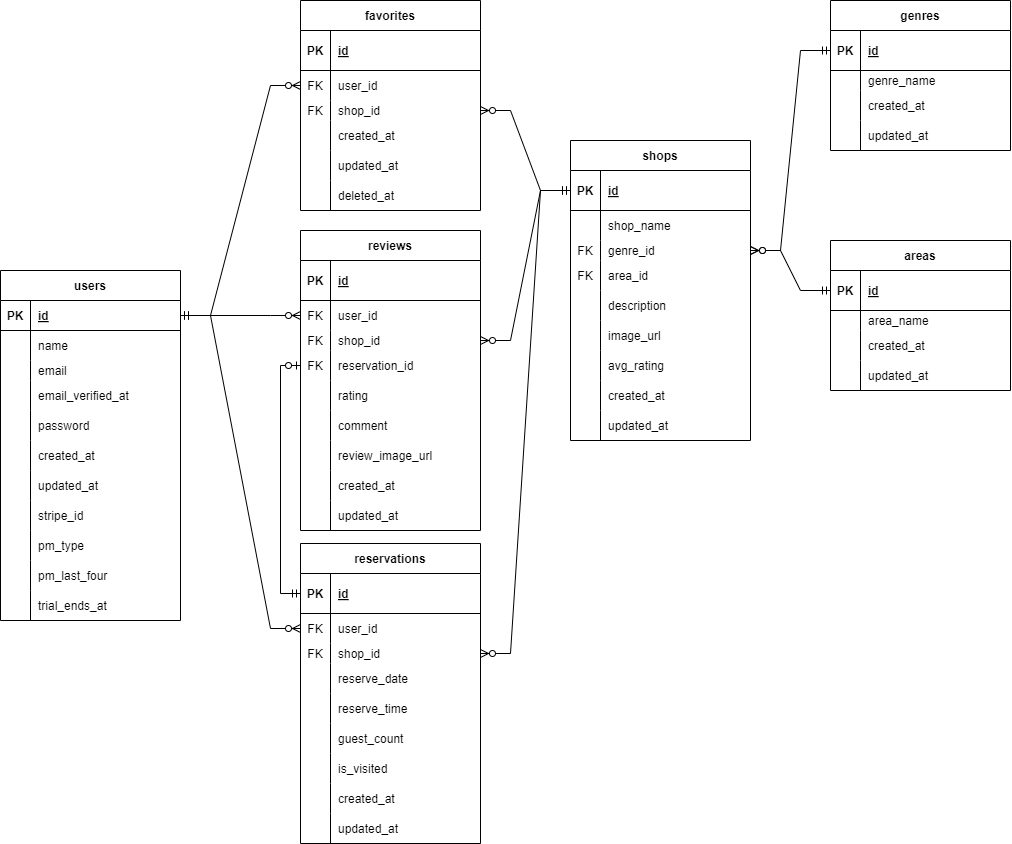 favorites
PK id
FK user_id
FK shop_id
created_at
updated_at
deleted_at
genres
PK id
genre_name
created_at
updated_at
shops
PK id
shop_name
FK genre_id
FK area_id
description
image_url
avg_rating
created_at
updated_at
reviews
PK id
FK user_id
FK shop_id
FK reservation_id
rating
comment
review_image_url
created_at
updated_at
areas
PK id
area_name
created_at
updated_at
users
PK id
name
email
email_verified_at
password
created_at
updated_at
stripe_id
pm_type
pm_last_four
trial_ends_at
reservations
PK id
FK user_id
FK shop_id
reserve_date
reserve_time
guest_count
is_visited
created_at
updated_at